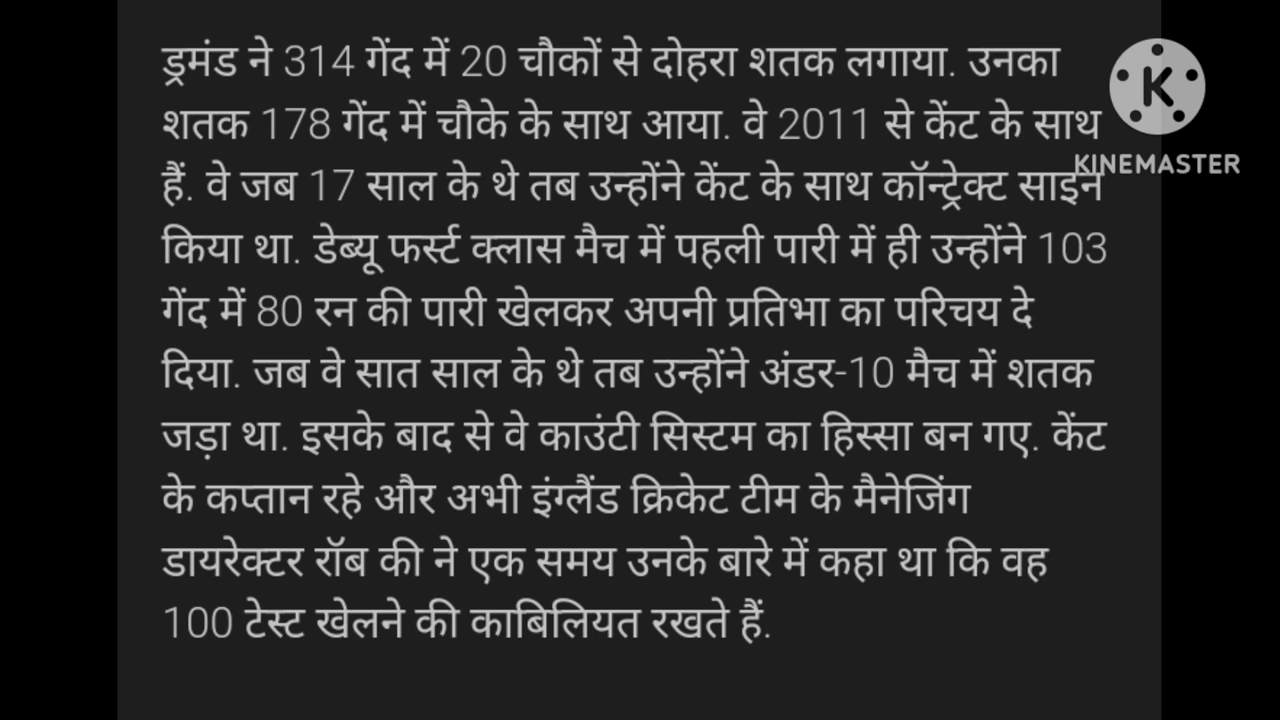 ड्रमंड ने 314 गेंद में 20 चौकों से दोहरा शतक लगाया. उनका
शतक 178 गेंद में चौके के साथ आया. वे 2011 से केंट के साथ
हैं. वे जब 17 साल के थे तब उन्होंने केंट के साथ कॉन्ट्रेक्ट साइन
किया था. डेब्यू फर्स्ट क्लास मैच में पहली पारी में ही उन्होंने 103
गेंद में 80 रन की पारी खेलकर अपनी प्रतिभा का परिचय दे
दिया. जब वे सात साल के थे तब उन्होंने अंडर-10 मैच में शतक
जड़ा था. इसके बाद से वे काउंटी सिस्टम का हिस्सा बन गए. केंट
के कप्तान रहे और अभी इंग्लैंड क्रिकेट टीम के मैनेजिंग
डायरेक्टर रॉब की ने एक समय उनके बारे में कहा था कि वह
100 टेस्ट खेलने की काबिलियत रखते हैं.
K
KINEMASTER